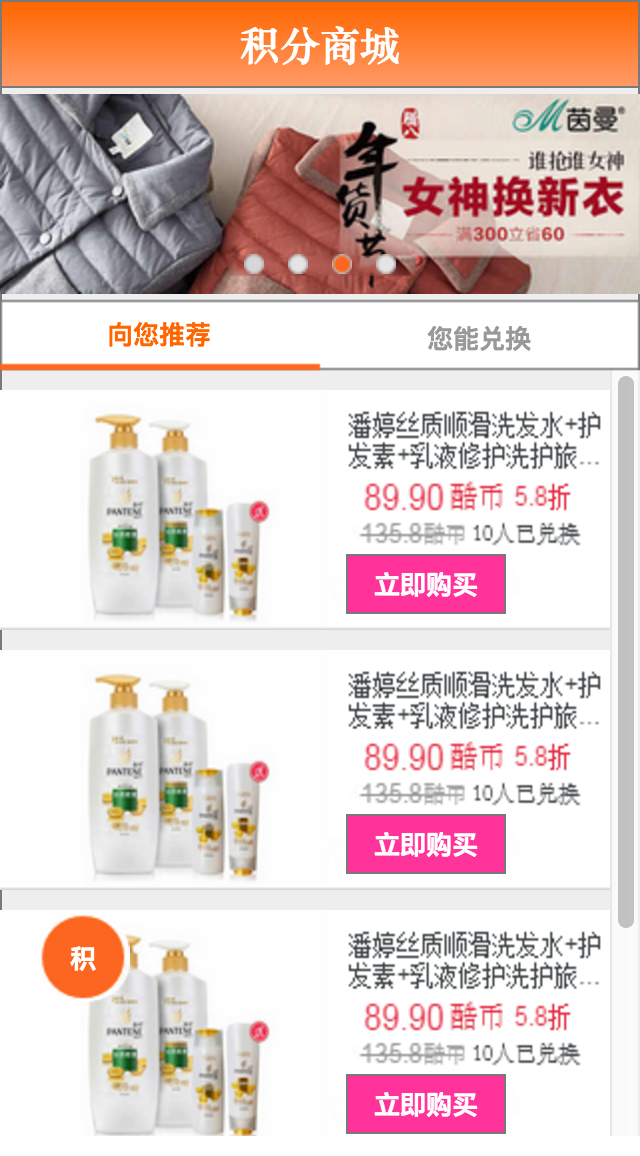 积分商城
茵曼®
谁抢谁女神
女神换新衣
满300立省60
年货
向您推荐
您能兑换
潘婷丝质顺滑洗发水+护
发素+乳液修护洗护旅...
89.90 酷币 5.8折
135.8酷币 10人已兑换
立即购买
PANTENE
潘婷丝质顺滑洗发水+护
发素+乳液修护洗护旅...
89.90 酷币 5.8折
135.8酷币 10人已兑换
立即购买
PANTENE
积
潘婷丝质顺滑洗发水+护
发素+乳液修护洗护旅...
89.90 酷币 5.8折
135.8酷币 10人已兑换
立即购买
PANTENE